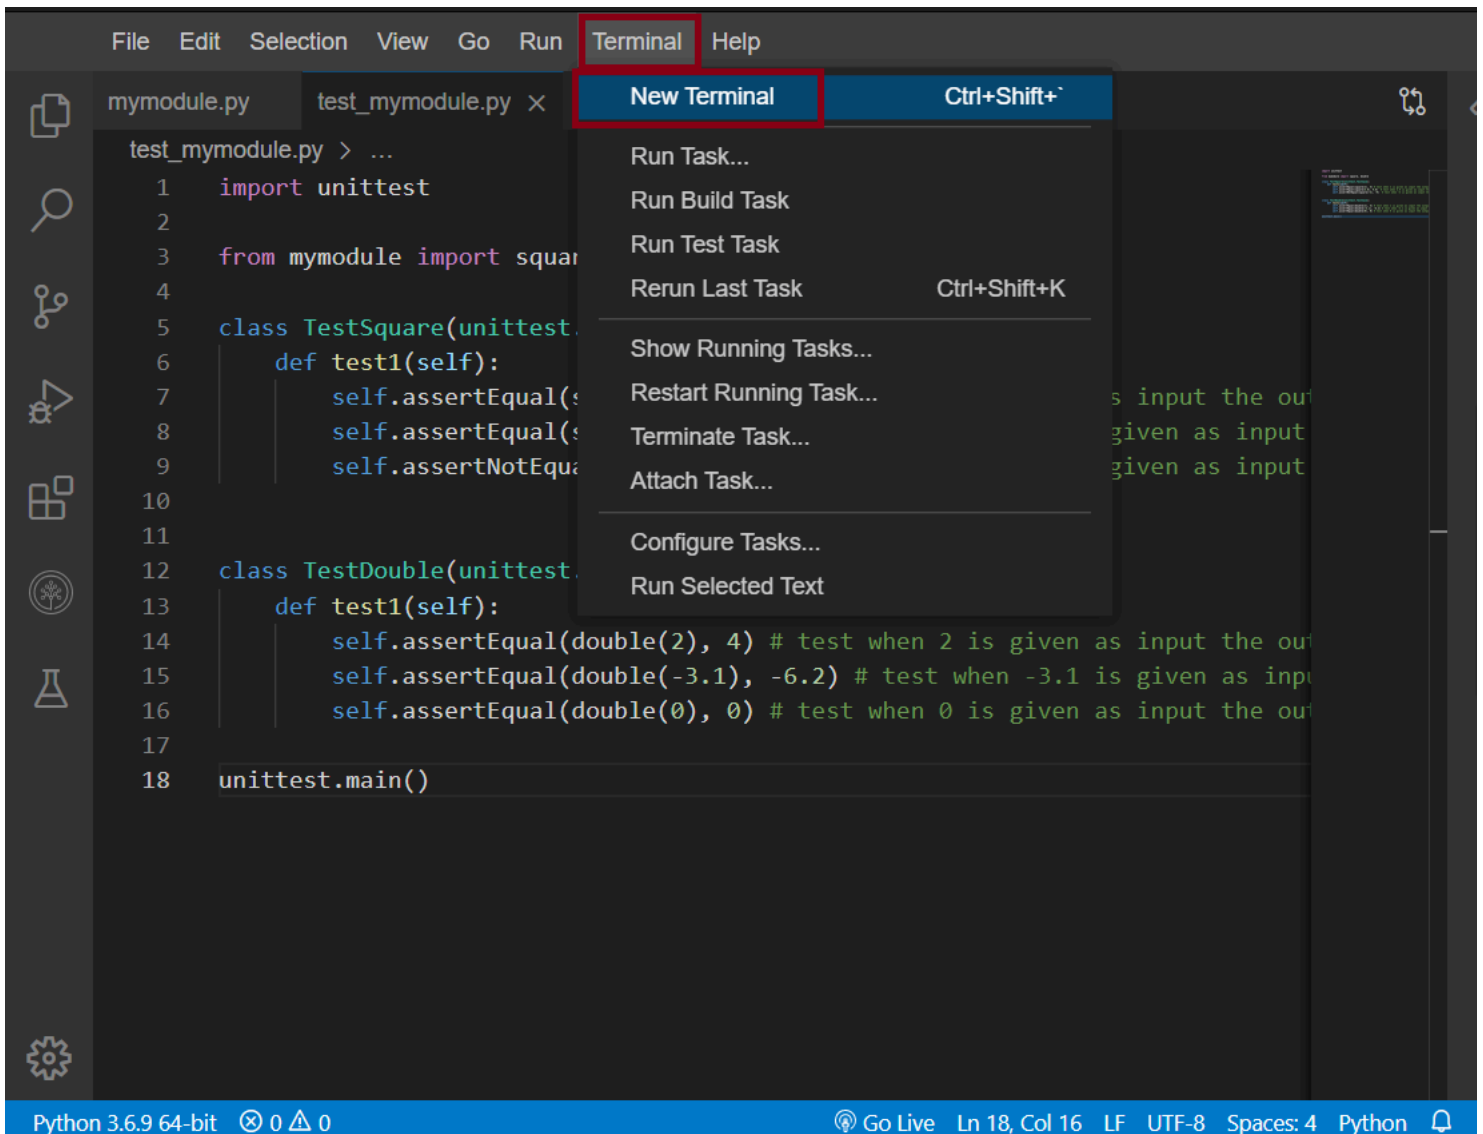 File Edit Selection View Go Run Terminal Help
mymodule.py test_mymodule.py ×
New Terminal Ctrl+Shift+`
Run Task...
Run Build Task
Run Test Task
Rerun Last Task Ctrl+Shift+K
Show Running Tasks...
Restart Running Task...
Terminate Task...
Attach Task...
Configure Tasks...
Run Selected Text
test_mymodule.py > ...
1 import unittest
2
3 from mymodule import squar
4
5 class TestSquare(unittest.
6 def test1(self):
7 self.assertEqual(s s input the out
8 self.assertEqual(s given as input
9 self.assertNotEqua given as input
10
11
12 class TestDouble(unittest.
13 def test1(self):
14 self.assertEqual(double(2), 4) # test when 2 is given as input the out
15 self.assertEqual(double(-3.1), -6.2) # test when -3.1 is given as inpu
16 self.assertEqual(double(0), 0) # test when 0 is given as input the out
17
18 unittest.main()
Python 3.6.9 64-bit 0 0 Go Live Ln 18, Col 16 LF UTF-8 Spaces: 4 Python